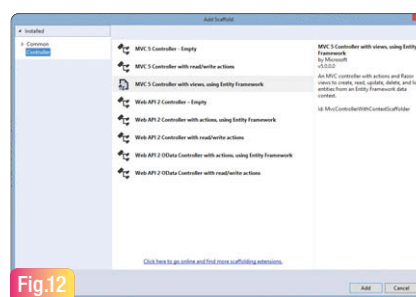 Add Scaffold
Installed
Common
Controller
MVC 5 Controller - Empty
MVC 5 Controller with read/write actions
MVC 5 Controller with views, using Entity Framework
Web API 2 Controller - Empty
Web API 2 Controller with actions, using Entity Framework
Web API 2 Controller with read/write actions
Web API 2 OData Controller with actions, using Entity Framework
Web API 2 OData Controller with read/write actions
Click here to go online and find more scaffolding extensions.
MVC 5 Controller with views, using Entity
Framework
by Microsoft
v3.0.0.0
An MVC controller with actions and Razor
views to create, read, update, delete, and
entities from an Entity Framework data
context.
Id: MvcControllerWithContextScaffolder
Add
Cancel
Fig.12